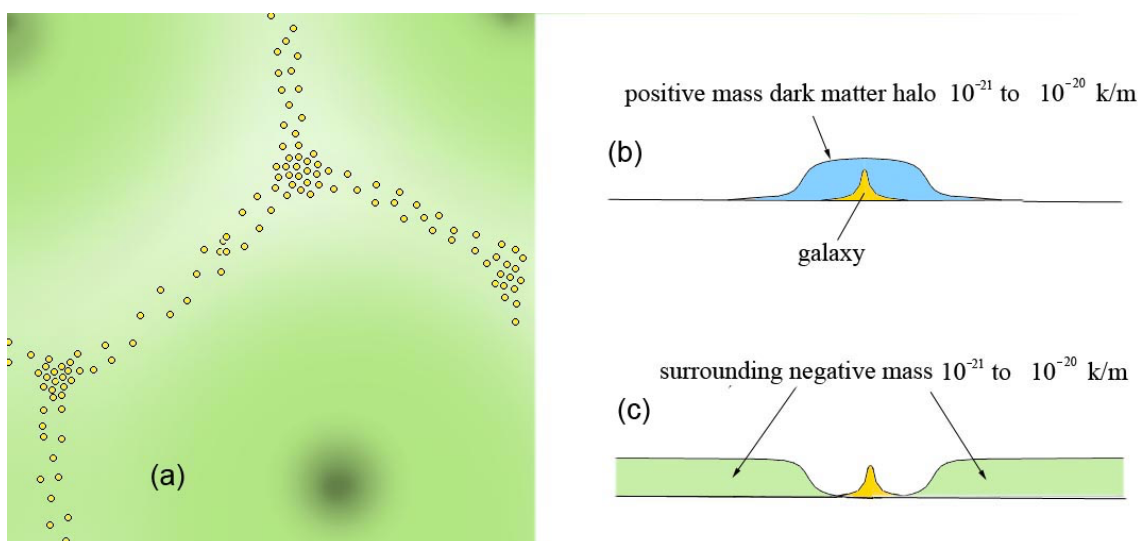 (a)
positive mass dark matter halo 10⁻²¹ to 10⁻²⁰ k/m
(b)
galaxy
surrounding negative mass 10⁻²¹ to 10⁻²⁰ k/m
(c)